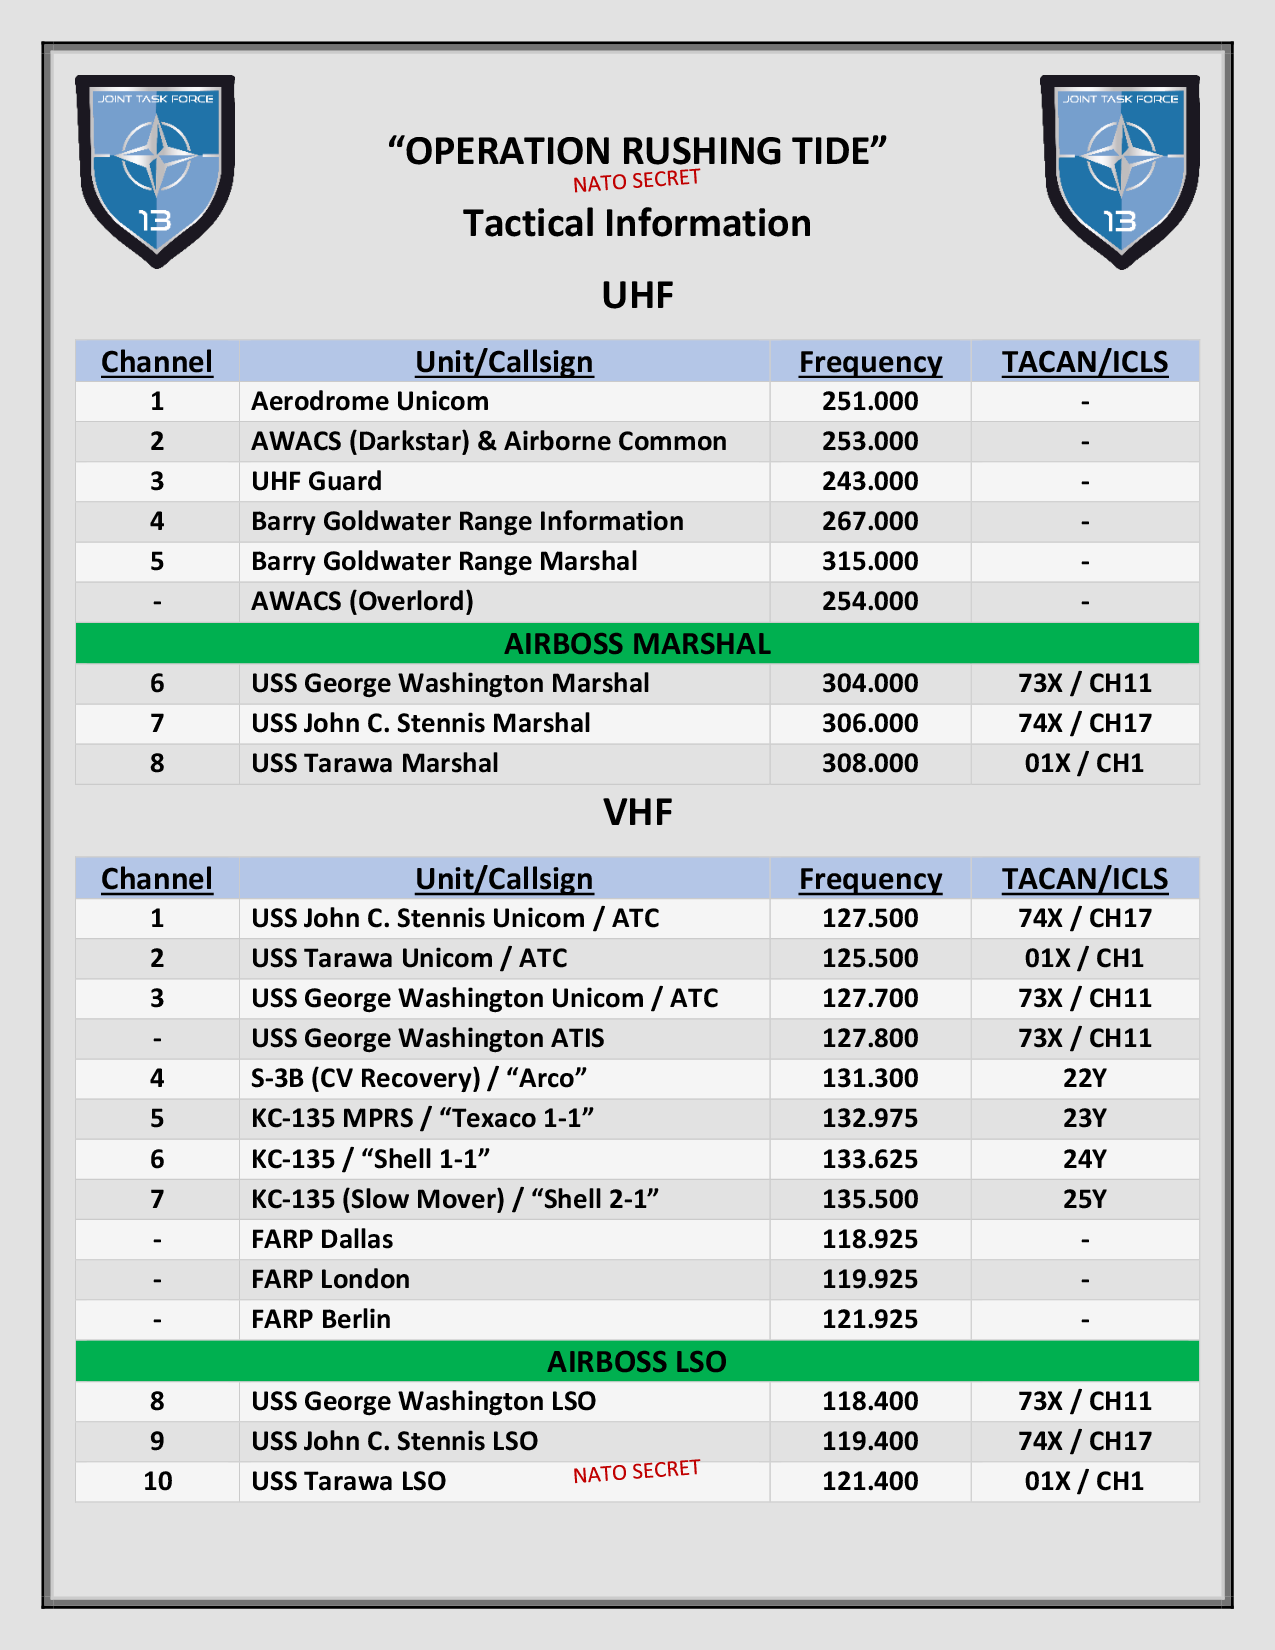 JOINT TASK FORCE
13
JOINT TASK FORCE
13
“OPERATION RUSHING TIDE”
NATO SECRET
Tactical Information
UHF
Channel Unit/Callsign Frequency TACAN/ICLS
1 Aerodrome Unicom 251.000 -
2 AWACS (Darkstar) & Airborne Common 253.000 -
3 UHF Guard 243.000 -
4 Barry Goldwater Range Information 267.000 -
5 Barry Goldwater Range Marshal 315.000 -
- AWACS (Overlord) 254.000 -
AIRBOSS MARSHAL
6 USS George Washington Marshal 304.000 73X / CH11
7 USS John C. Stennis Marshal 306.000 74X / CH17
8 USS Tarawa Marshal 308.000 01X / CH1
VHF
Channel Unit/Callsign Frequency TACAN/ICLS
1 USS John C. Stennis Unicom / ATC 127.500 74X / CH17
2 USS Tarawa Unicom / ATC 125.500 01X / CH1
3 USS George Washington Unicom / ATC 127.700 73X / CH11
- USS George Washington ATIS 127.800 73X / CH11
4 S-3B (CV Recovery) / “Arco” 131.300 22Y
5 KC-135 MPRS / “Texaco 1-1” 132.975 23Y
6 KC-135 / “Shell 1-1” 133.625 24Y
7 KC-135 (Slow Mover) / “Shell 2-1” 135.500 25Y
- FARP Dallas 118.925 -
- FARP London 119.925 -
- FARP Berlin 121.925 -
AIRBOSS LSO
8 USS George Washington LSO 118.400 73X / CH11
9 USS John C. Stennis LSO 119.400 74X / CH17
10 USS Tarawa LSO 121.400 01X / CH1
NATO SECRET